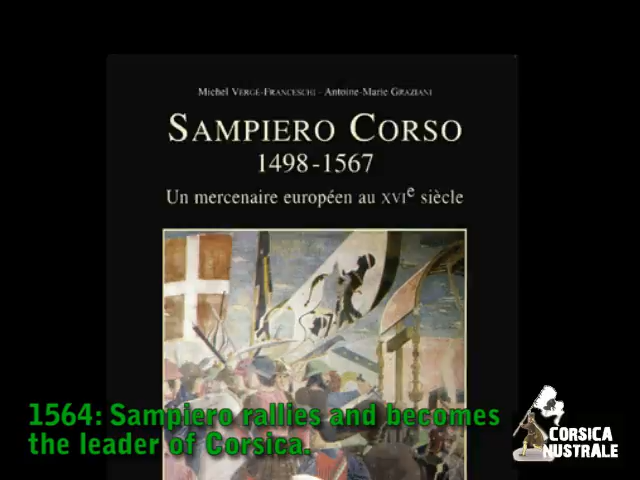 Michel VERGÉ-FRANCESCHI - Antoine-Marie GRAZIANI
SAMPIERO CORSO
1498-1567
Un mercenaire européen au XVIe siècle
1564: Sampiero rallies and becomes
the leader of Corsica.
CORSICA
NUSTRALE